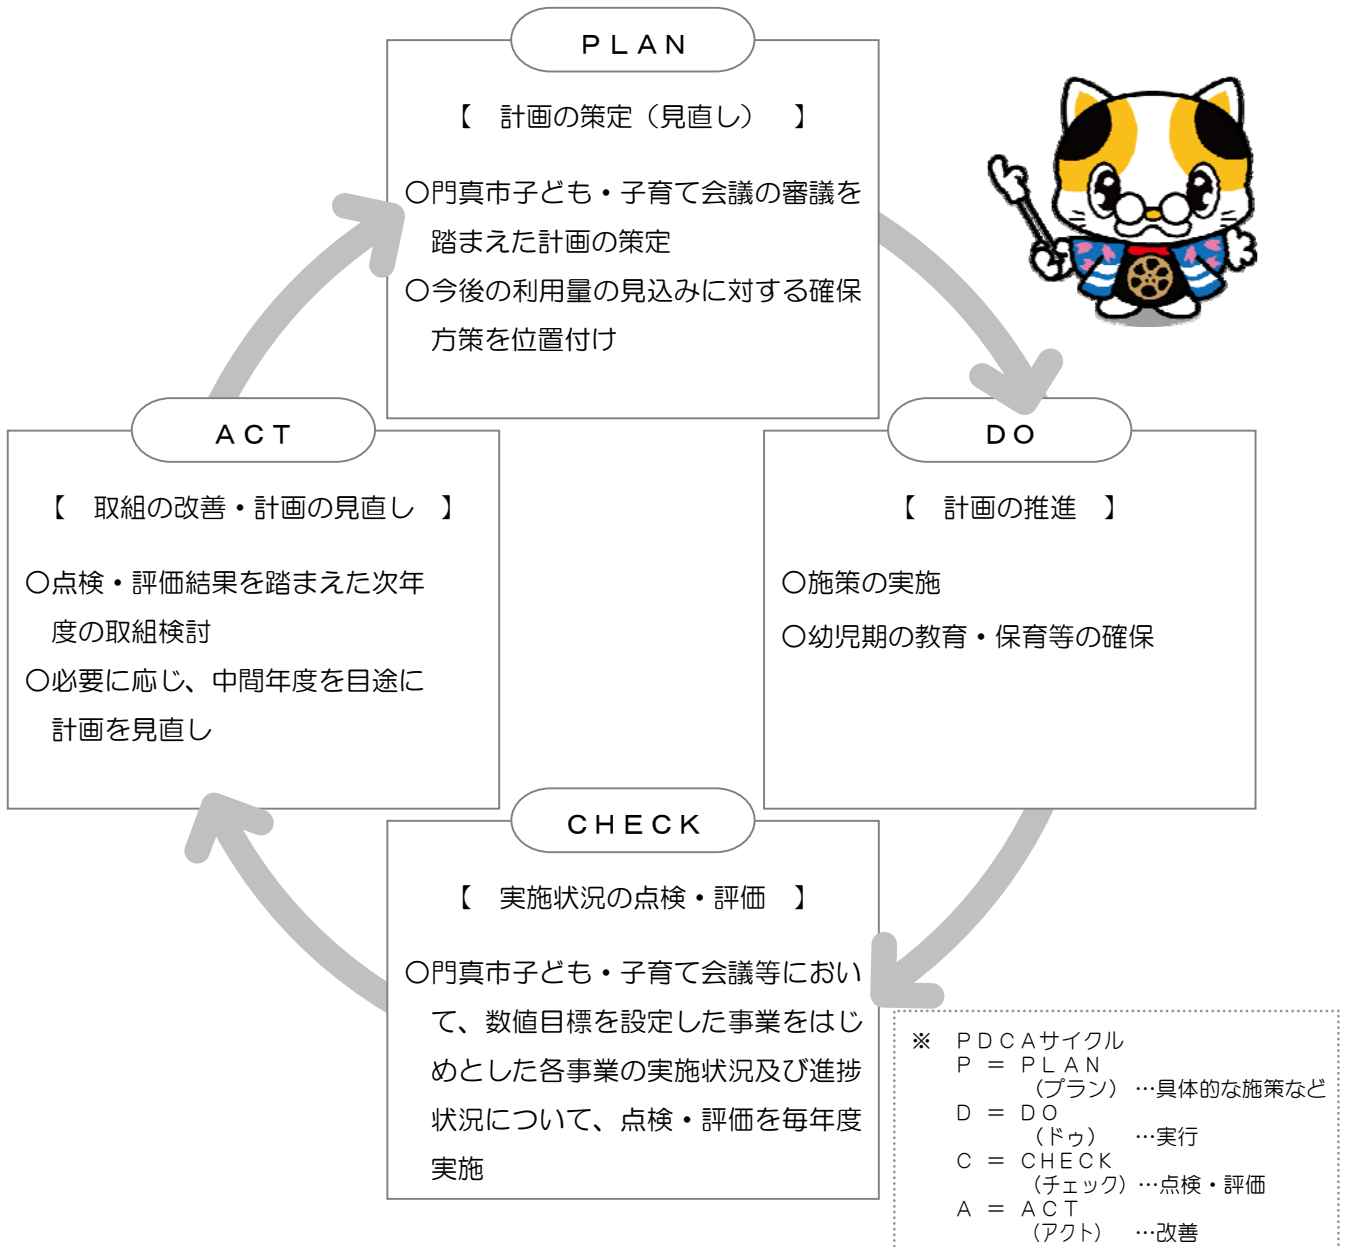 ＰＬＡＮ
【　計画の策定（見直し）　】
〇門真市子ども・子育て会議の審議を
踏まえた計画の策定
〇今後の利用量の見込みに対する確保
方策を位置付け
ＤＯ
【　計画の推進　】
〇施策の実施
〇幼児期の教育・保育等の確保
ＣＨＥＣＫ
【　実施状況の点検・評価　】
〇門真市子ども・子育て会議等におい
て、数値目標を設定した事業をはじ
めとした各事業の実施状況及び進捗
状況について、点検・評価を毎年度
実施
ＡＣＴ
【　取組の改善・計画の見直し　】
〇点検・評価結果を踏まえた次年
度の取組検討
〇必要に応じ、中間年度を目途に
計画を見直し
※　ＰＤＣＡサイクル
Ｐ ＝ ＰＬＡＮ
（プラン）…具体的な施策など
Ｄ ＝ ＤＯ
（ドゥ）　…実行
Ｃ ＝ ＣＨＥＣＫ
（チェック）…点検・評価
Ａ ＝ ＡＣＴ
（アクト）　…改善